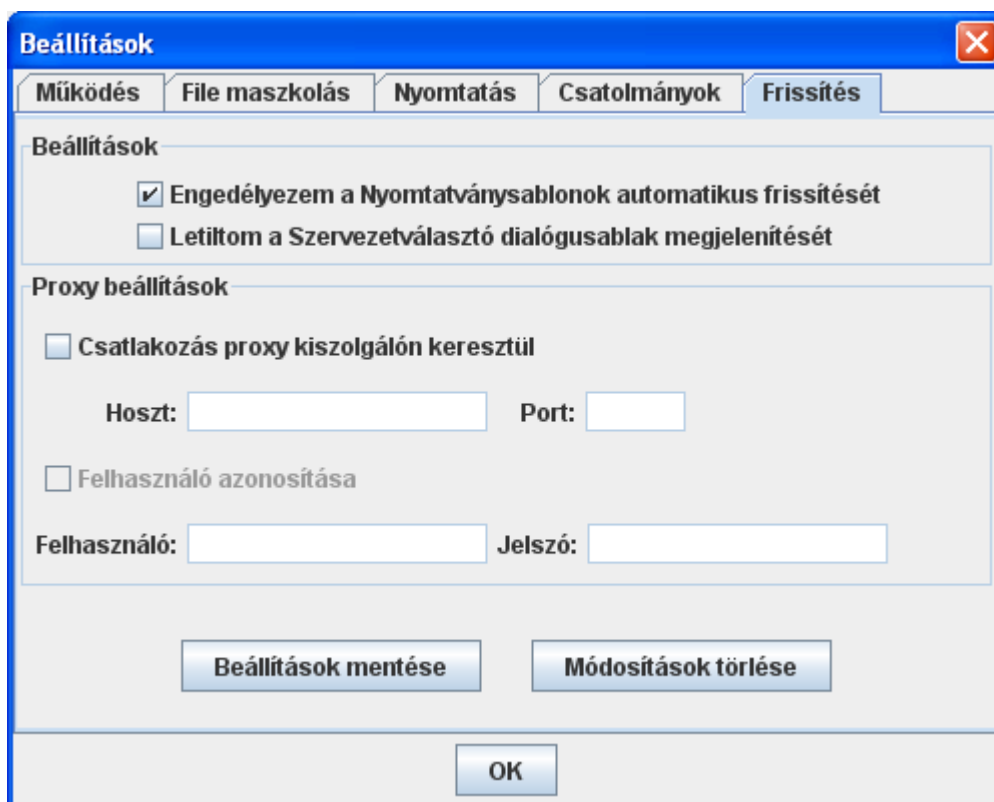 Beállítások
Működés File maszkolás Nyomtatás Csatolmányok Frissítés
Beállítások
Engedélyezem a Nyomtatványsablonok automatikus frissítését
Letiltom a Szervezetválasztó dialógusablak megjelenítését
Proxy beállítások
Csatlakozás proxy kiszolgálón keresztül
Hoszt: Port:
Felhasználó azonosítása
Felhasználó: Jelszó:
Beállítások mentése Módosítások törlése
OK